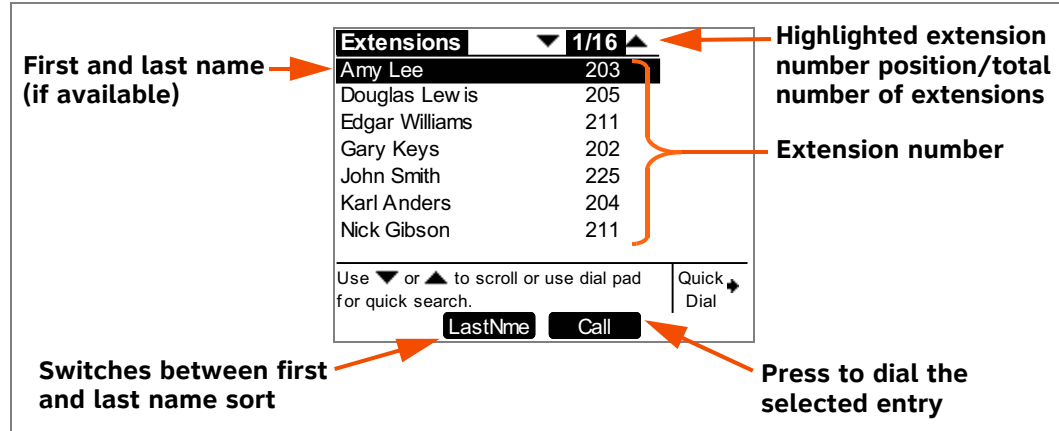 Extensions ▼ 1/16 ▲
Amy Lee 203
Douglas Lewis 205
Edgar Williams 211
Gary Keys 202
John Smith 225
Karl Anders 204
Nick Gibson 211
Use ▼ or ▲ to scroll or use dial pad
for quick search.
Quick
Dial
LastNme Call
First and last name
(if available)
Highlighted extension
number position/total
number of extensions
Extension number
Switches between first
and last name sort
Press to dial the
selected entry